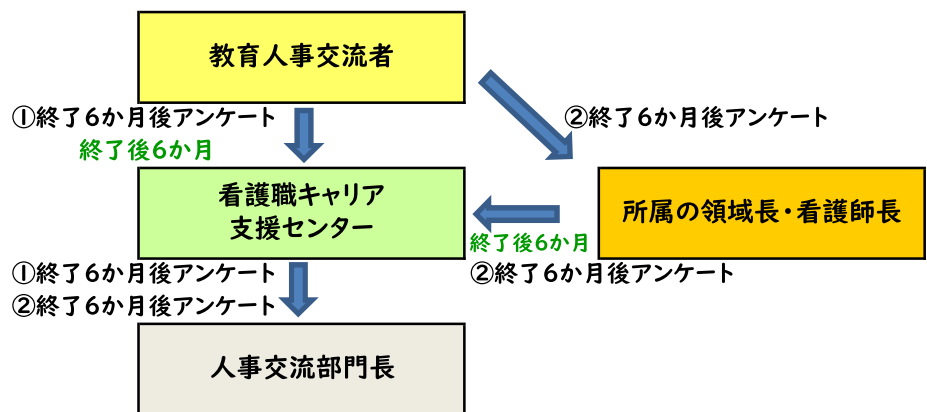 教育人事交流者
①終了6か月後アンケート
②終了6か月後アンケート
終了後6か月
看護職キャリア
支援センター
所属の領域長・看護師長
終了後6か月
①終了6か月後アンケート
②終了6か月後アンケート
②終了6か月後アンケート
人事交流部門長